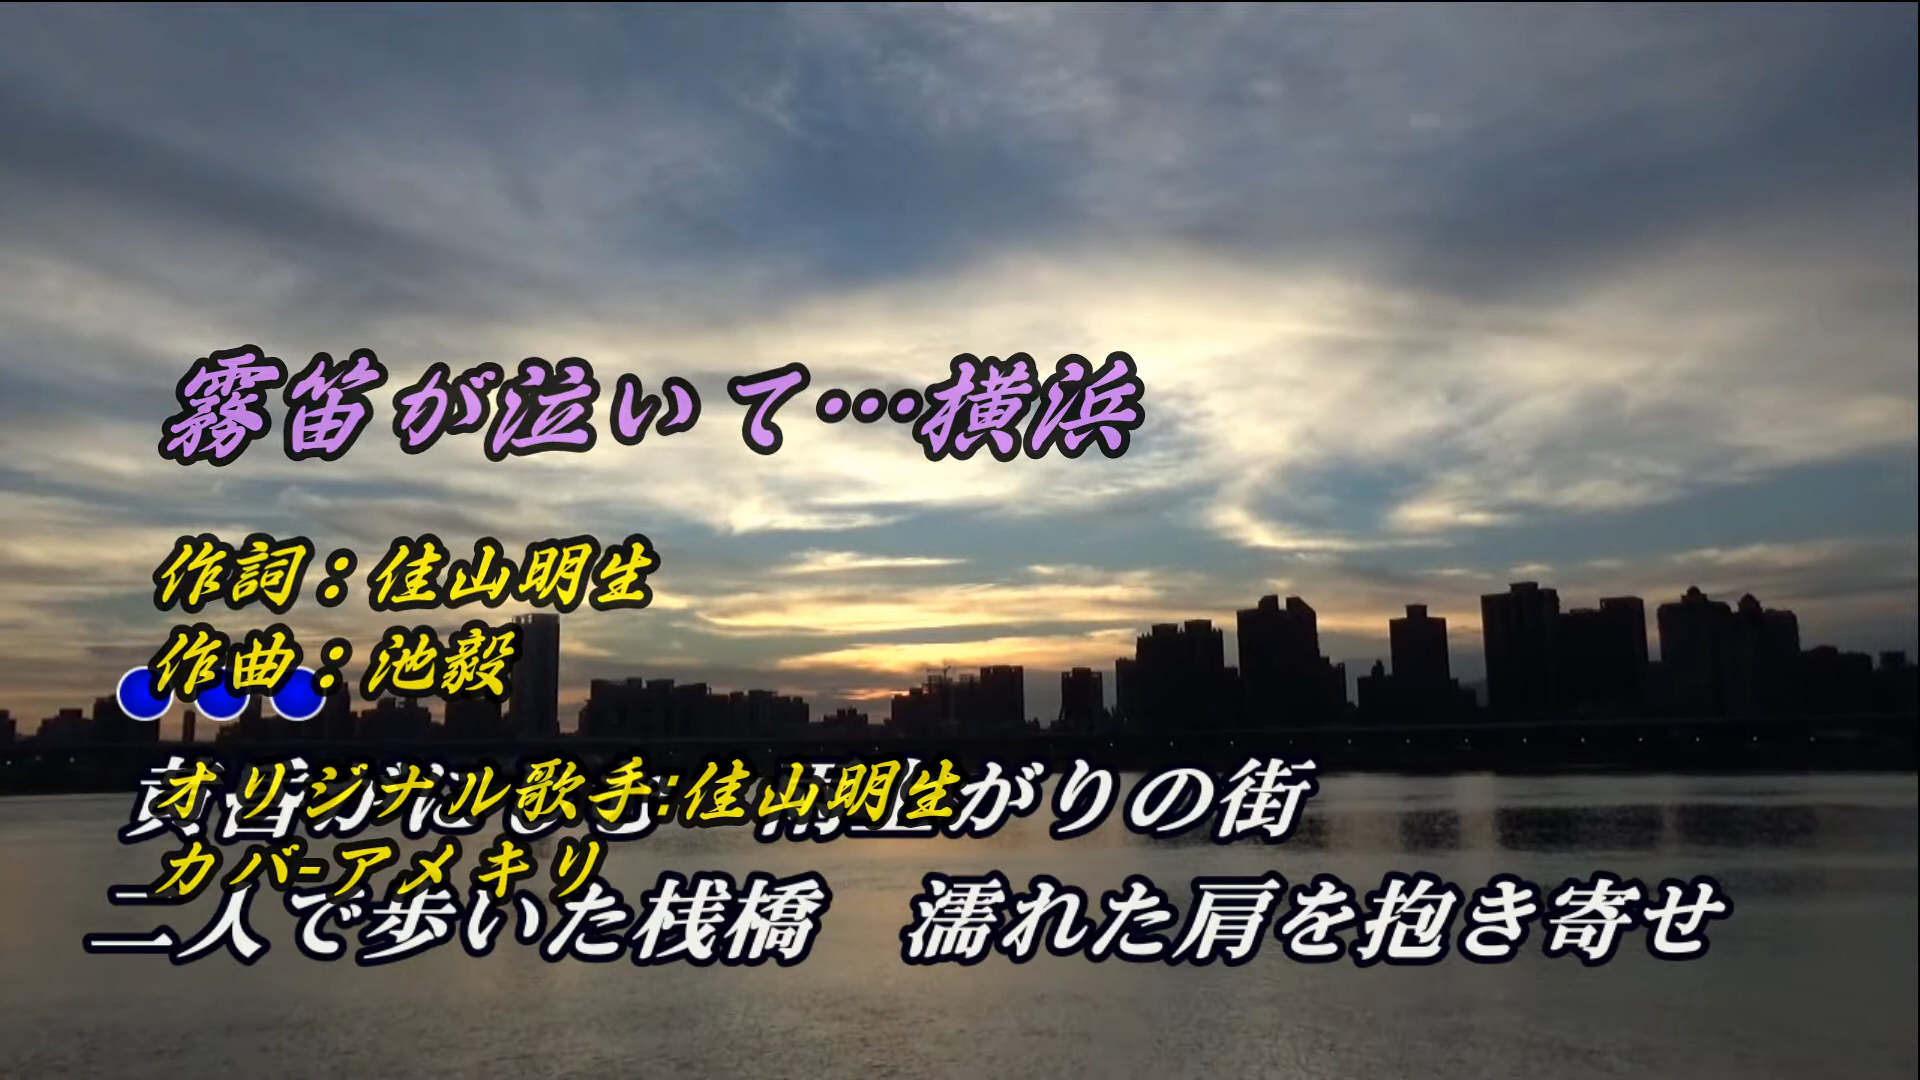 霧笛が泣いて…横浜
作詞：佳山明生
作曲：池毅
オリジナル歌手:佳山明生
がりの街
カバ-アメキリ
二人で歩いた桟橋　濡れた肩を抱き寄せ